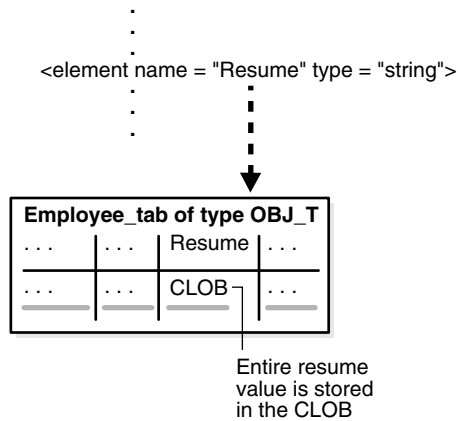 <element name = "Resume" type = "string">
Employee_tab of type OBJ_T
. . . . . . Resume . . .
. . . . . . CLOB . . .
Entire resume
value is stored
in the CLOB